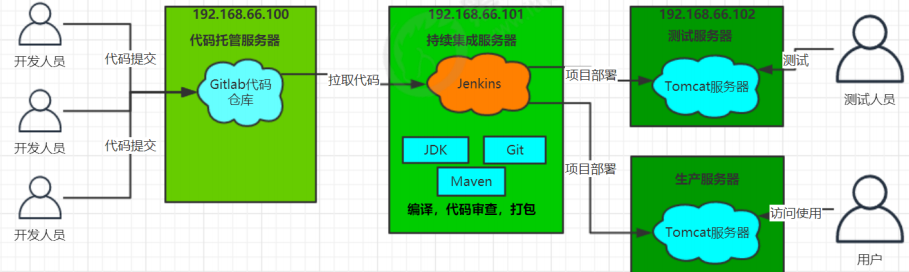 开发人员
开发人员
开发人员
代码提交
代码提交
192.168.66.100
代码托管服务器
Gitlab代码
仓库
拉取代码
192.168.66.101
持续集成服务器
Jenkins
JDK
Git
Maven
编译，代码审查，打包
项目部署
项目部署
192.168.66.102
测试服务器
Tomcat服务器
测试
测试人员
生产服务器
Tomcat服务器
访问使用
用户